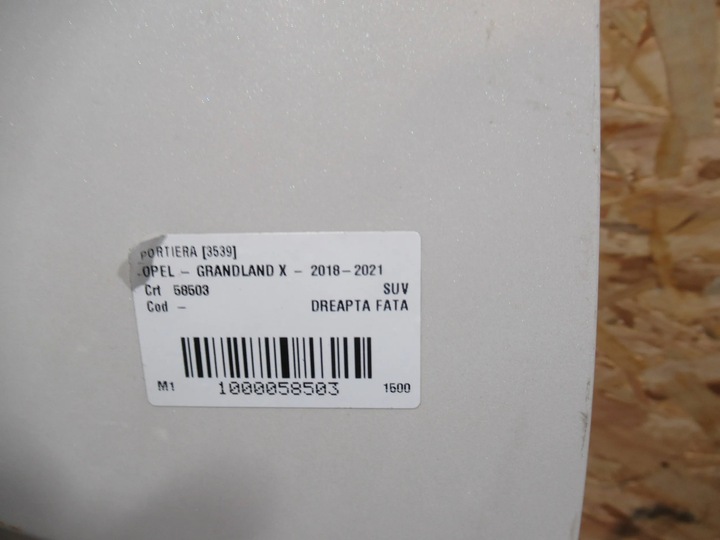 PORTIERA [3539]
OPEL - GRANDLAND X - 2018-2021
Crt 58503 SUV
Cod - DREAPTA FATA
M1 1000058503 1500